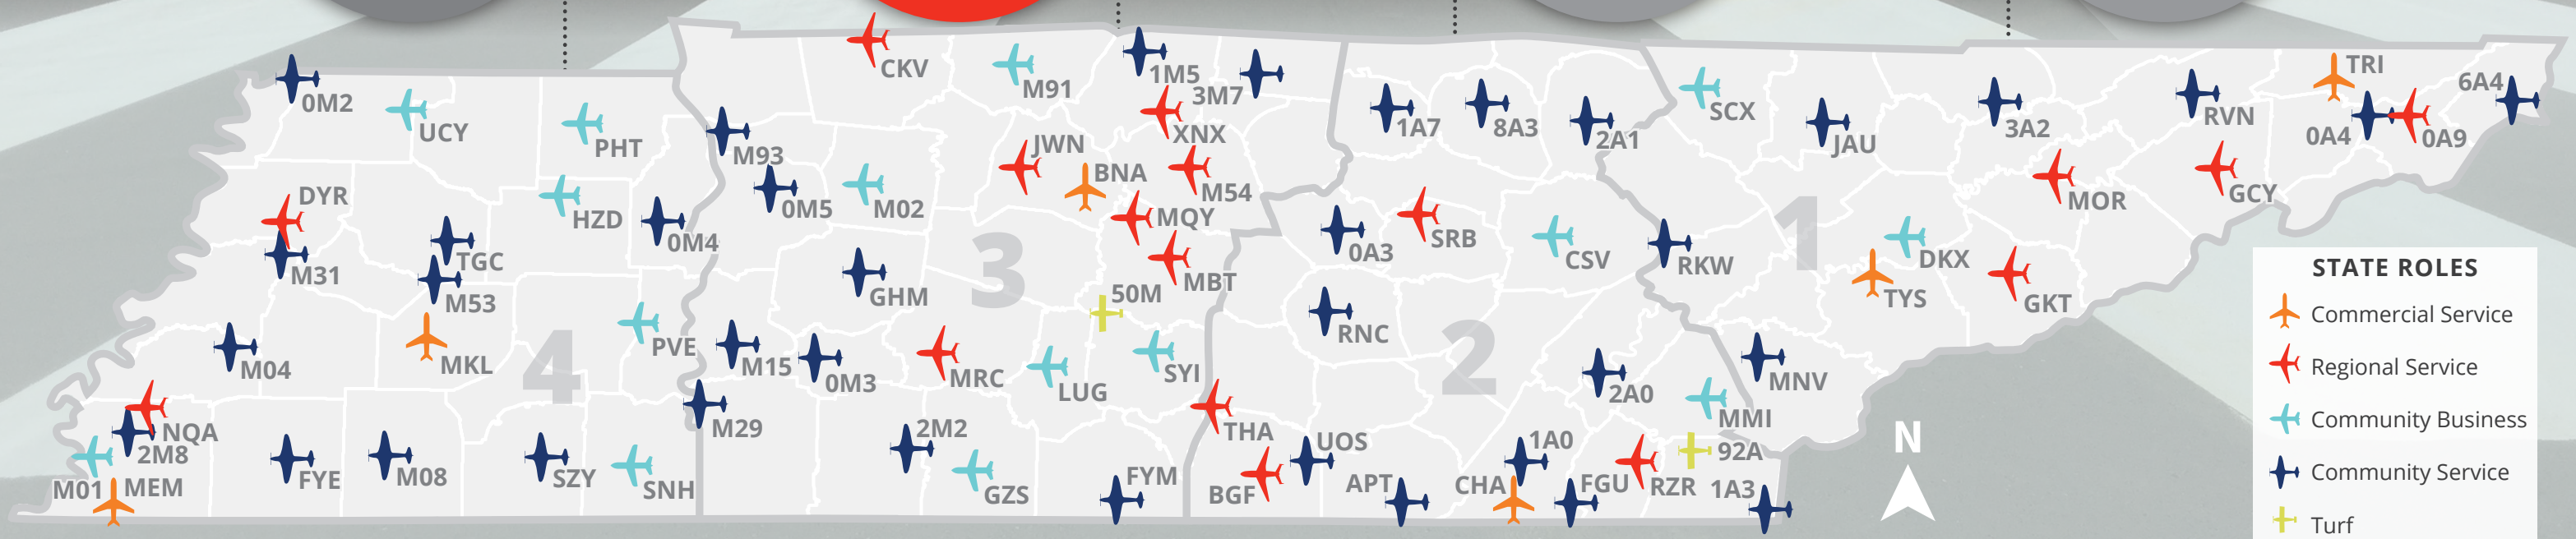 CKV
M91
1M5
3M7
XNX
0M2
UCY
PHT
M93
JWN
BNA
M54
1A7
8A3
2A1
SCX
JAU
3A2
RVN
TRI
0A4
0A9
6A4
DYR
HZD
0M4
0M5
M02
MQY
MBT
0A3
SRB
CSV
RKW
1
DKX
TYS
MOR
GCY
GKT
M31
TGC
M53
GHM
3
50M
RNC
2
MNV
M04
MKL
4
PVE
M15
0M3
MRC
LUG
SYI
2A0
MMI
NQA
2M8
M01
MEM
FYE
M08
SZY
SNH
M29
2M2
GZS
FYM
THA
BGF
UOS
APT
CHA
1A0
FGU
RZR
92A
1A3
N
STATE ROLES
Commercial Service
Regional Service
Community Business
Community Service
Turf